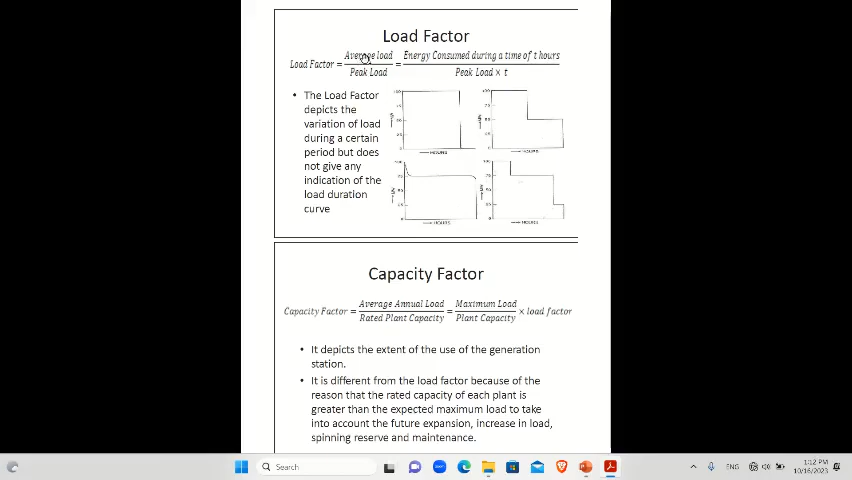 Load Factor
Load Factor = Average load / Peak Load = Energy Consumed during a time of t hours / Peak Load × t
• The Load Factor
depicts the
variation of load
during a certain
period but does
not give any
indication of the
load duration
curve
HOURS
HOURS
HOURS
HOURS
Capacity Factor
Capacity Factor = Average Annual Load / Rated Plant Capacity = Maximum Load / Plant Capacity × load factor
• It depicts the extent of the use of the generation
station.
• It is different from the load factor because of the
reason that the rated capacity of each plant is
greater than the expected maximum load to take
into account the future expansion, increase in load,
spinning reserve and maintenance.
Search
ENG
1:12 PM
10/16/2023